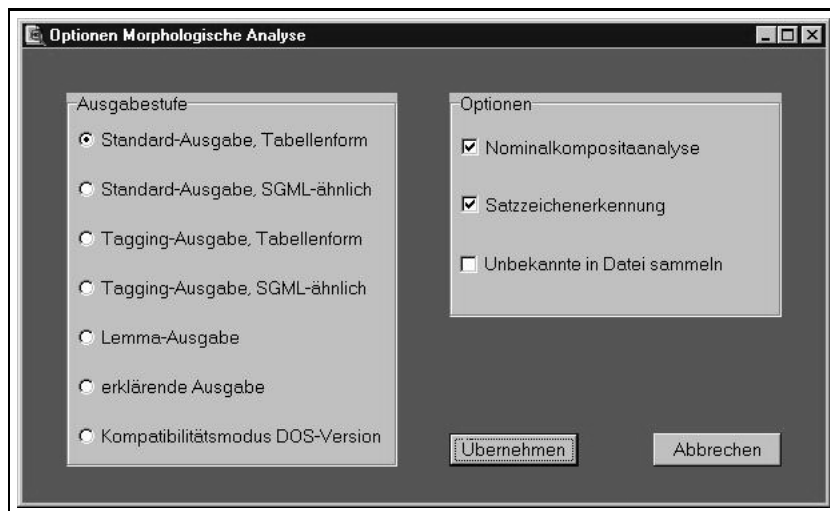 Optionen Morphologische Analyse
Ausgabestufe
Standard-Ausgabe, Tabellenform
Standard-Ausgabe, SGML-ähnlich
Tagging-Ausgabe, Tabellenform
Tagging-Ausgabe, SGML-ähnlich
Lemma-Ausgabe
erklärende Ausgabe
Kompatibilitätsmodus DOS-Version
Optionen
Nominalkompositaanalyse
Satzzeichenerkennung
Unbekannte in Datei sammeln
Übernehmen
Abbrechen